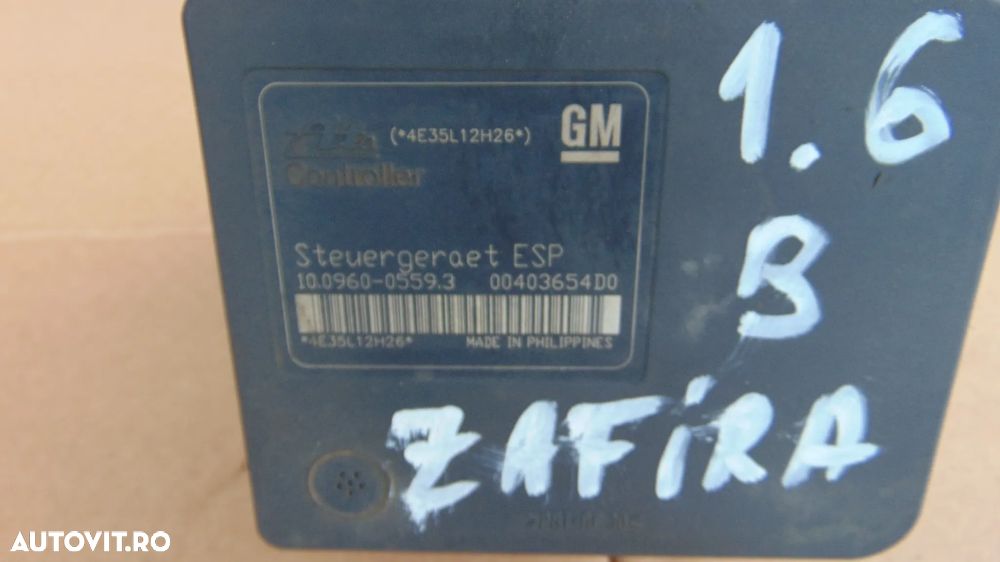 (*4E35L12H26*)
GM
Controller
Steuergeraet ESP
10.0960-0559.3 00403654D0
*4E35L12H26* MADE IN PHILIPPINES
1.6
B
ZAFiRA
AUTOVIT.RO